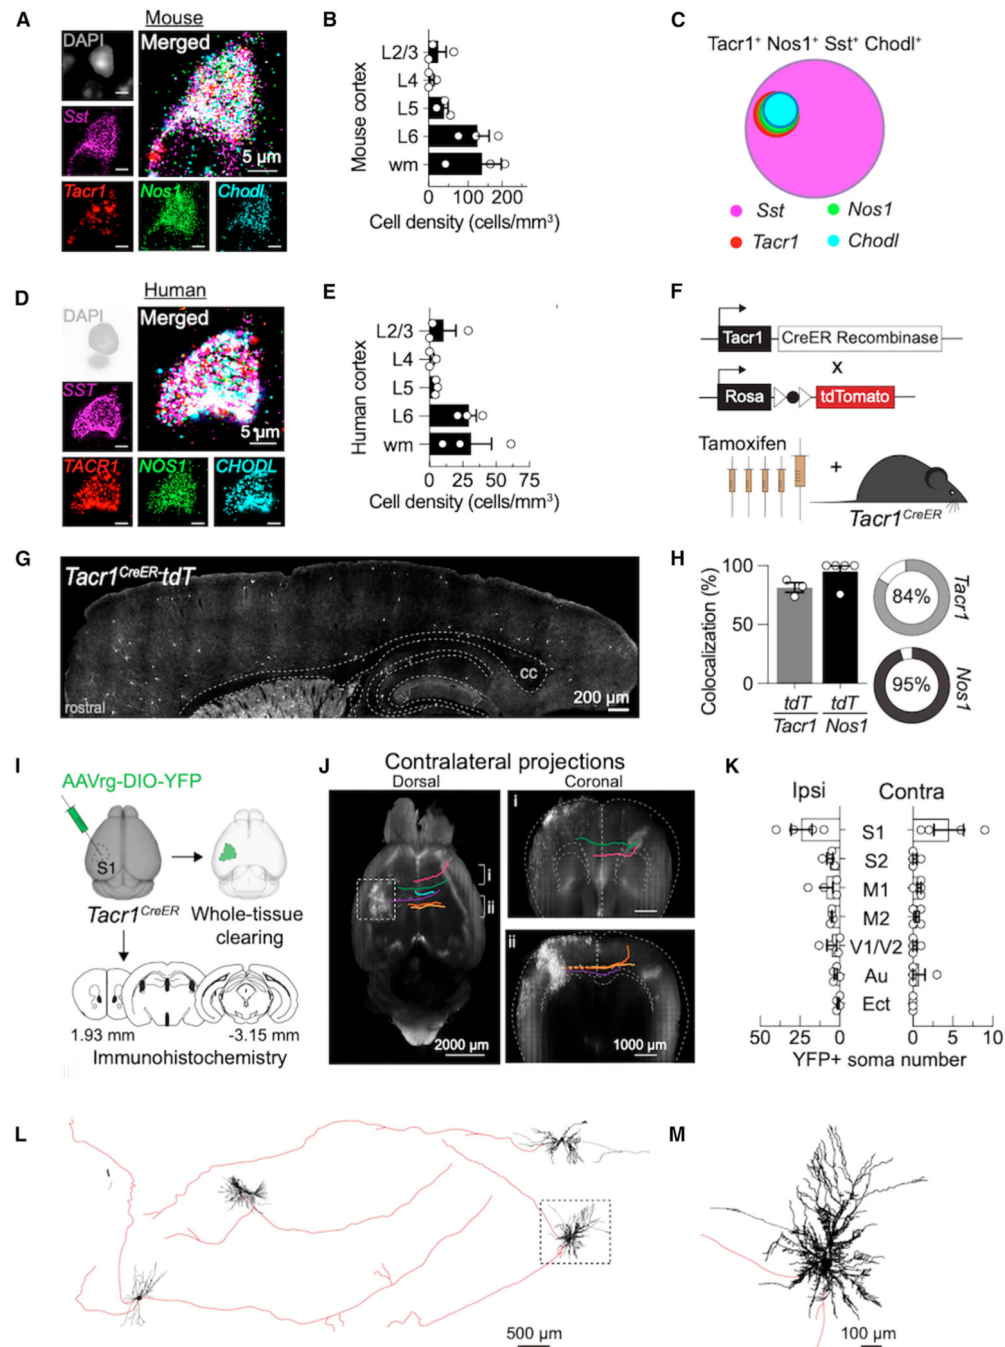 A
Mouse
DAPI
Merged
Sst
5 µm
Tacr1
Nos1
Chodl
B
Mouse cortex
L2/3
L4
L5
L6
wm
0
100
200
Cell density (cells/mm³)
C
Tacr1⁺ Nos1⁺ Sst⁺ Chodl⁺
Sst
Nos1
Tacr1
Chodl
D
Human
DAPI
Merged
SST
5 µm
TACR1
NOS1
CHODL
E
Human cortex
L2/3
L4
L5
L6
wm
0
25
50
75
Cell density (cells/mm³)
F
Tacr1
CreER Recombinase
x
Rosa
tdTomato
Tamoxifen
+
Tacr1CreER
G
Tacr1CreER-tdT
cc
rostral
200 µm
H
Colocalization (%)
100
50
0
tdT
Tacr1
tdT
Nos1
84%
Tacr1
95%
Nos1
I
AAVrg-DIO-YFP
S1
Tacr1CreER
Whole-tissue
clearing
1.93 mm
-3.15 mm
Immunohistochemistry
ii
J
Contralateral projections
Dorsal
Coronal
i
ii
2000 µm
i
ii
1000 µm
K
Ipsi
Contra
S1
S2
M1
M2
V1/V2
Au
Ect
50
25
0
0
5
10
YFP+ soma number
L
500 µm
M
100 µm